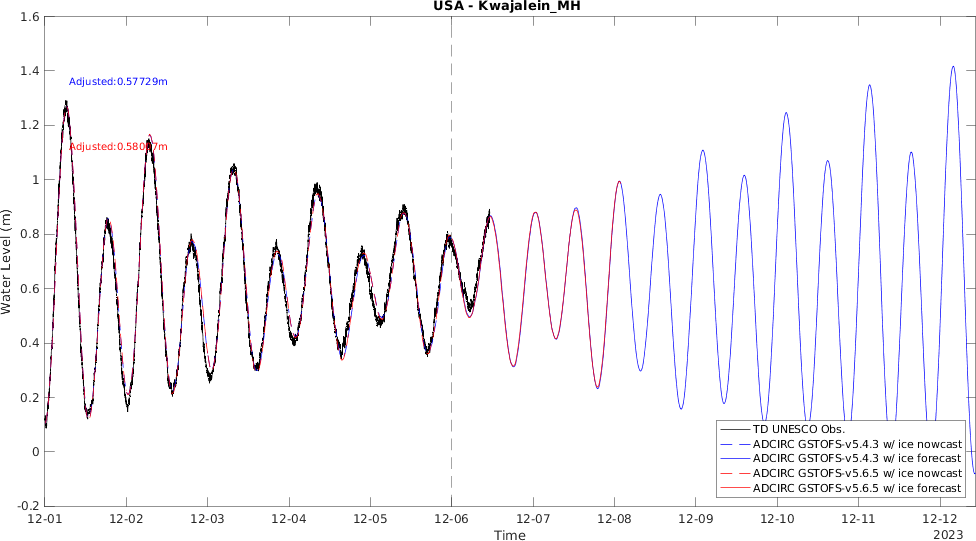 USA - Kwajalein_MH
1.6
1.4
1.2
1
0.8
0.6
0.4
0.2
0
-0.2
Water Level (m)
Adjusted:0.57729m
TD UNESCO Obs.
ADCIRC GSTOFS-v5.4.3 w/ ice nowcast
ADCIRC GSTOFS-v5.4.3 w/ ice forecast
ADCIRC GSTOFS-v5.6.5 w/ ice nowcast
ADCIRC GSTOFS-v5.6.5 w/ ice forecast
12-01 12-02 12-03 12-04 12-05 12-06 12-07 12-08 12-09 12-10 12-11 12-12
Time
2023